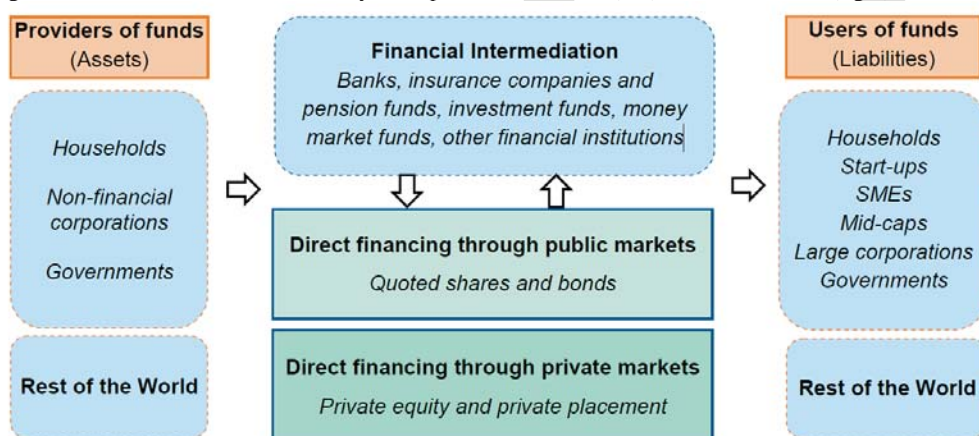 Providers of funds
(Assets)
Households
Non-financial
corporations
Governments
Rest of the World
Financial Intermediation
Banks, insurance companies and
pension funds, investment funds, money
market funds, other financial institutions
Direct financing through public markets
Quoted shares and bonds
Direct financing through private markets
Private equity and private placement
Users of funds
(Liabilities)
Households
Start-ups
SMEs
Mid-caps
Large corporations
Governments
Rest of the World